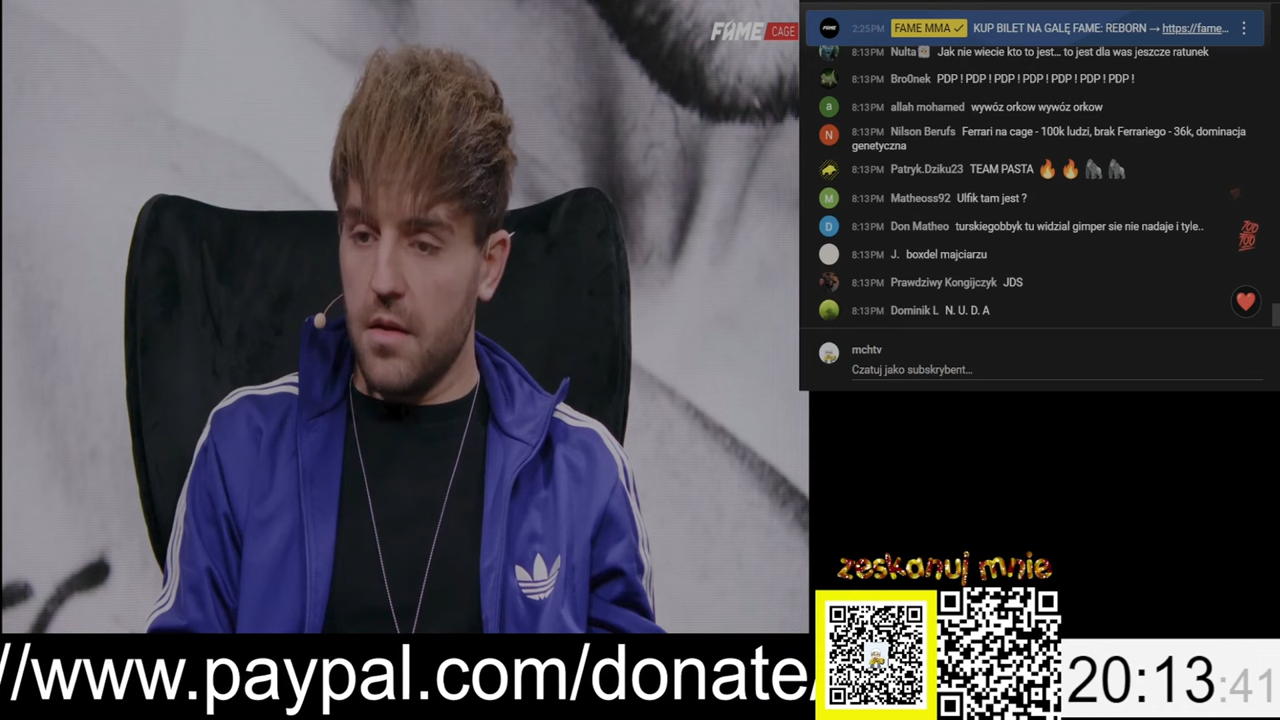 FAME CAGE
2:25PM FAME MMA KUP BILET NA GALĘ FAME: REBORN → https://fame...
8:13PM Nulta Jak nie wiecie kto to jest... to jest dla was jeszcze ratunek
8:13PM Bro0nek PDP ! PDP ! PDP ! PDP ! PDP ! PDP ! PDP !
a 8:13PM allah mohamed wywóz orkow wywóz orkow
N 8:13PM Nilson Berufs Ferrari na cage - 100k ludzi, brak Ferrariego - 36k, dominacja
genetyczna
8:13PM Patryk.Dziku23 TEAM PASTA 🔥 🔥 🦍 🦍
M 8:13PM Matheoss92 Ulfik tam jest ?
D 8:13PM Don Matheo turskiegobbyk tu widzial gimper sie nie nadaje i tyle..
8:13PM J. boxdel majciarzu
8:13PM Prawdziwy Kongijczyk JDS
8:13PM Dominik L N. U. D. A
mchtv
Czatuj jako subskrybent...
zeskanuj mnie
//www.paypal.com/donate/
20:13:41